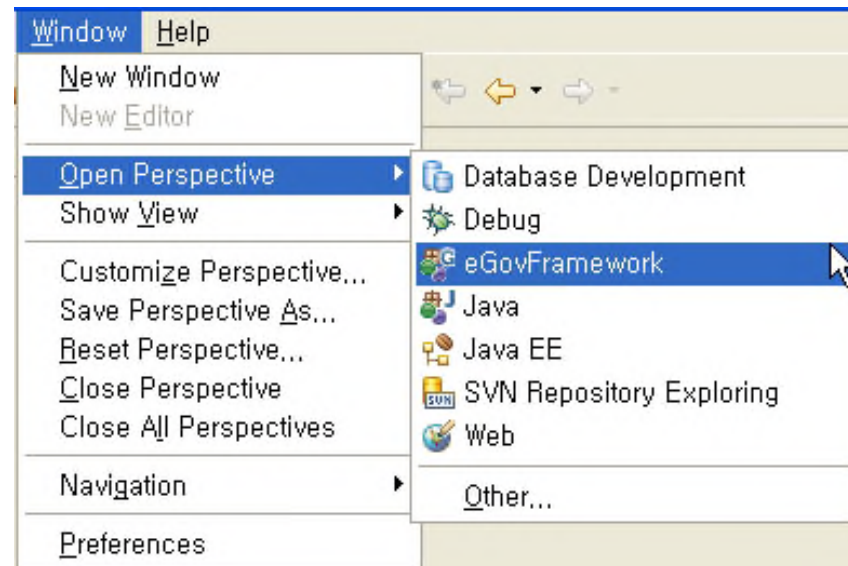 Window Help
New Window
New Editor
Open Perspective
Show View
Customize Perspective...
Save Perspective As...
Reset Perspective...
Close Perspective
Close All Perspectives
Navigation
Preferences
Database Development
Debug
eGovFramework
Java
Java EE
SVN Repository Exploring
Web
Other...